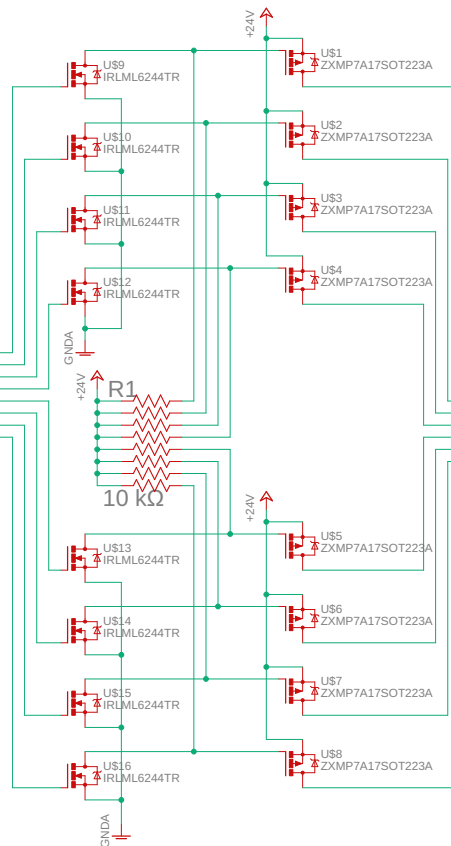 +24V
U$9
IRLML6244TR
U$1
ZXMP7A17SOT223A
U$10
IRLML6244TR
U$2
ZXMP7A17SOT223A
U$11
IRLML6244TR
U$3
ZXMP7A17SOT223A
U$12
IRLML6244TR
U$4
ZXMP7A17SOT223A
GNDA
+24V
R1
10 kΩ
+24V
U$13
IRLML6244TR
U$5
ZXMP7A17SOT223A
U$14
IRLML6244TR
U$6
ZXMP7A17SOT223A
U$15
IRLML6244TR
U$7
ZXMP7A17SOT223A
U$16
IRLML6244TR
U$8
ZXMP7A17SOT223A
GNDA